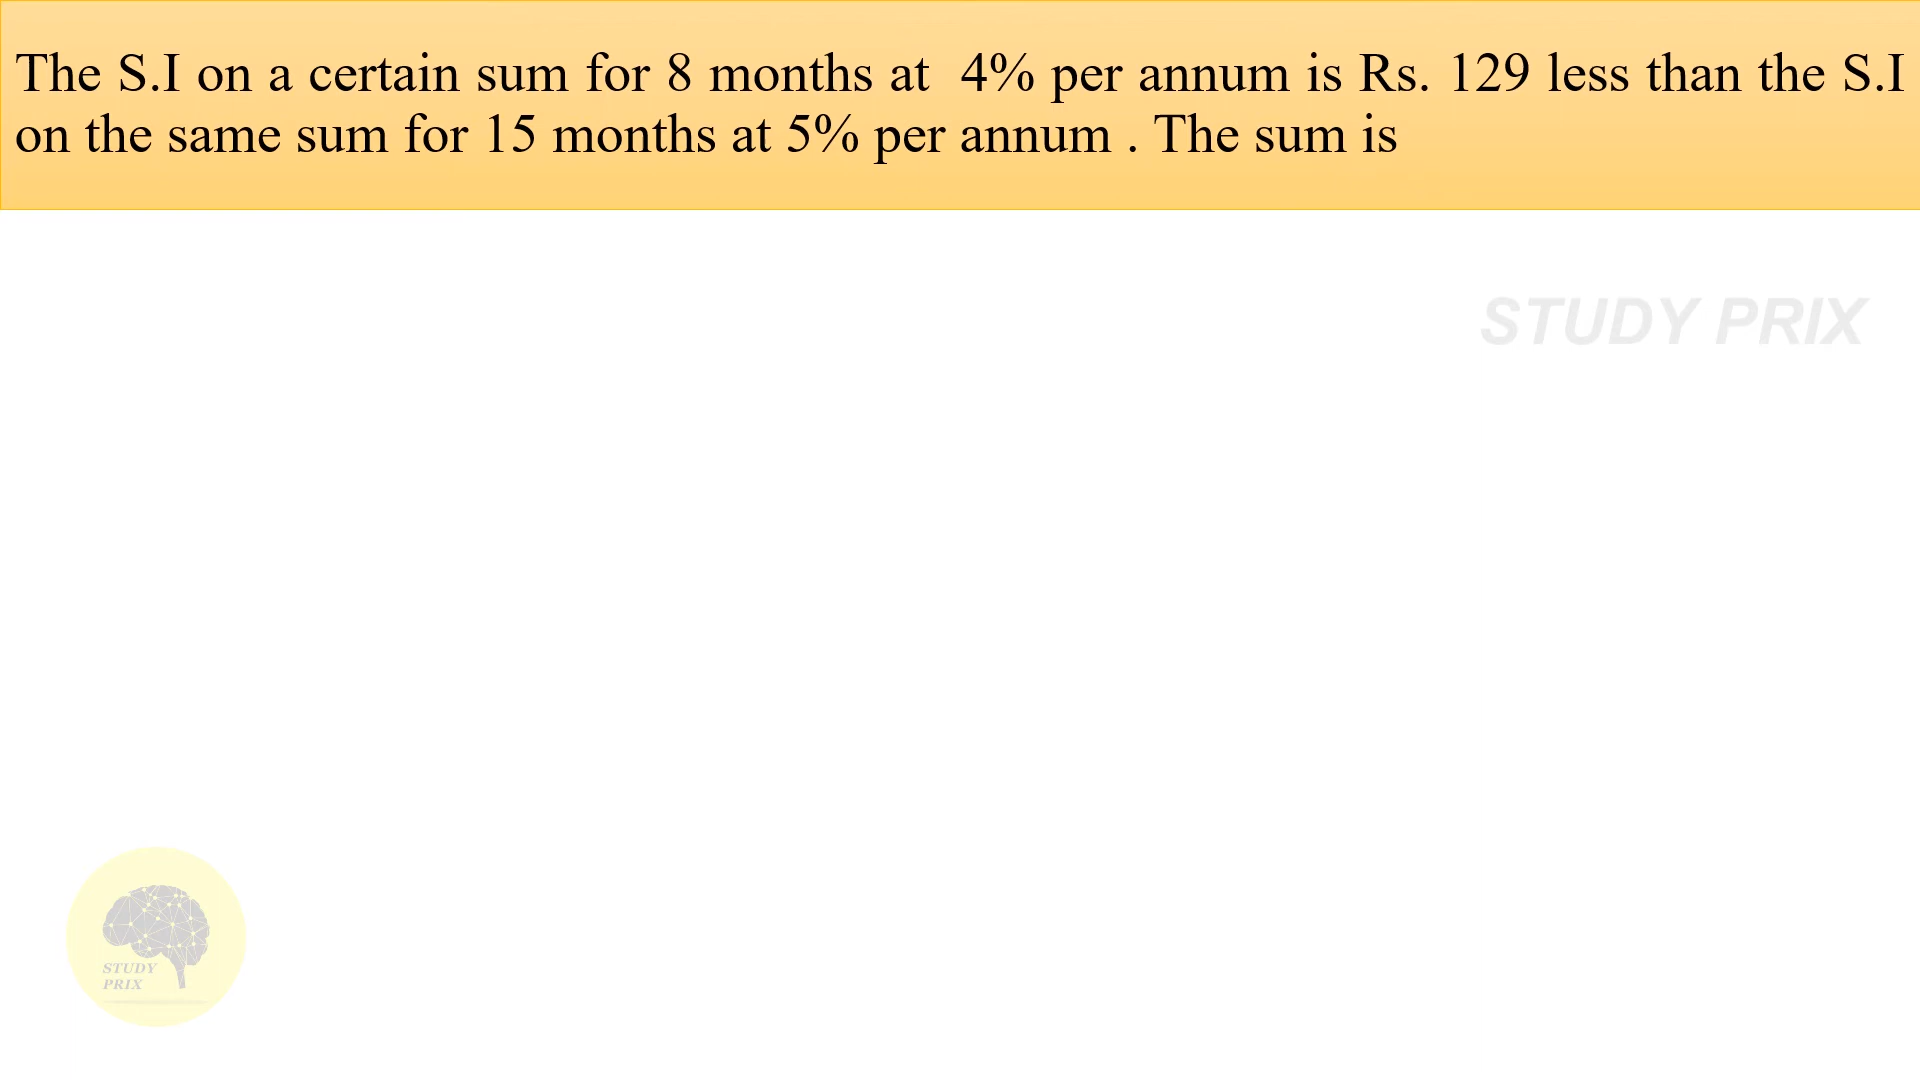 The S.I on a certain sum for 8 months at  4% per annum is Rs. 129 less than the S.I
on the same sum for 15 months at 5% per annum . The sum is
STUDY PRIX
STUDY
PRIX